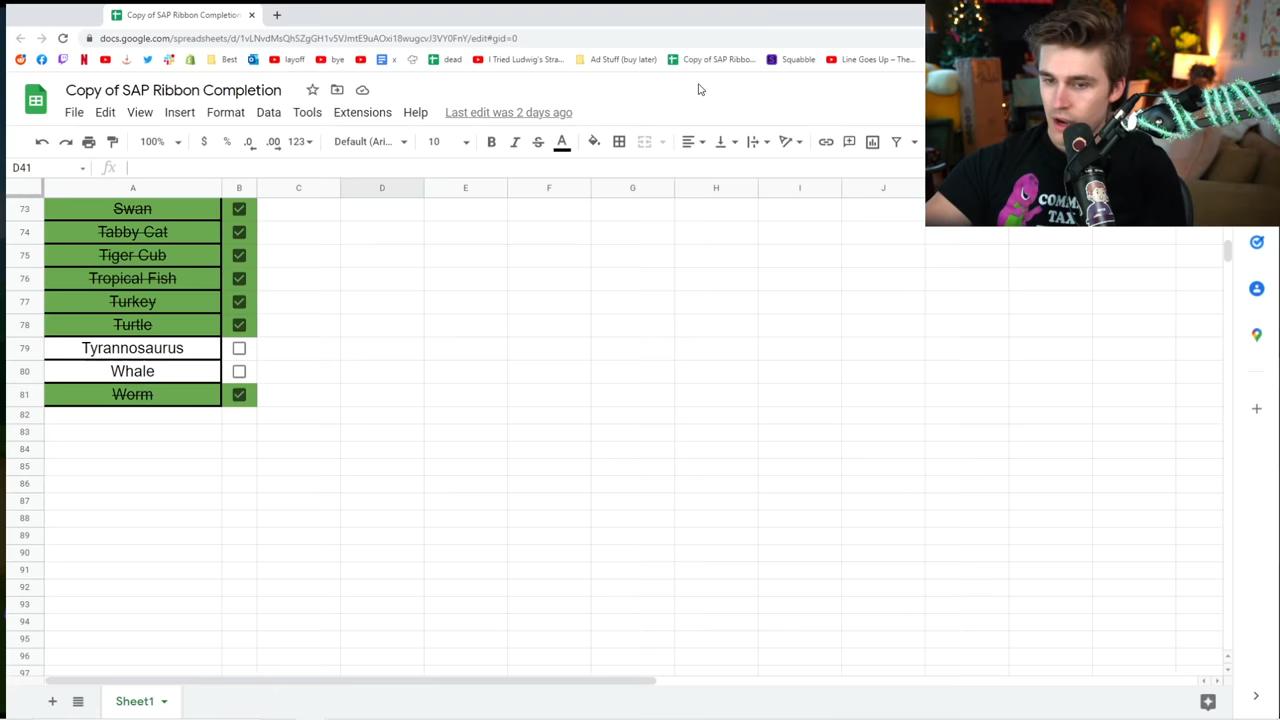 Copy of SAP Ribbon Completion
docs.google.com/spreadsheets/d/1vLNvdMsQhSZgGH1v5VJmtE9uAOxi18wugcvJ3VY0FnY/edit#gid=0
Best
layoff
bye
x
dead
I Tried Ludwig's Stra...
Ad Stuff (buy later)
Copy of SAP Ribbo...
Squabble
Line Goes Up – The...
Copy of SAP Ribbon Completion
File Edit View Insert Format Data Tools Extensions Help Last edit was 2 days ago
100% $ % .0 .00 123 Default (Ari... 10 B I S A
D41 fx
A B C D E F G H I J
73 Swan
74 Tabby Cat
75 Tiger Cub
76 Tropical Fish
77 Turkey
78 Turtle
79 Tyrannosaurus
80 Whale
81 Worm
82
83
84
85
86
87
88
89
90
91
92
93
94
95
96
97
Sheet1
COMM
TAX